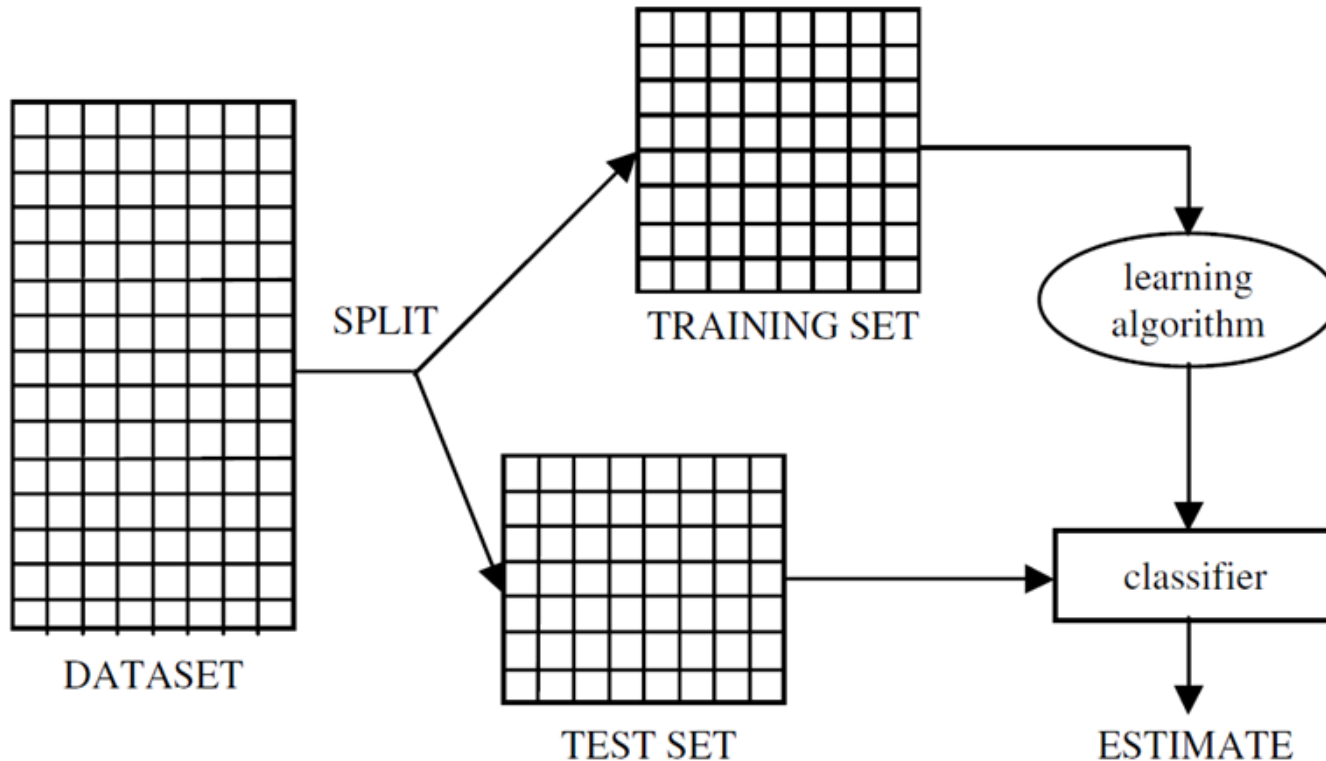 SPLIT
TRAINING SET
learning
algorithm
DATASET
classifier
TEST SET
ESTIMATE